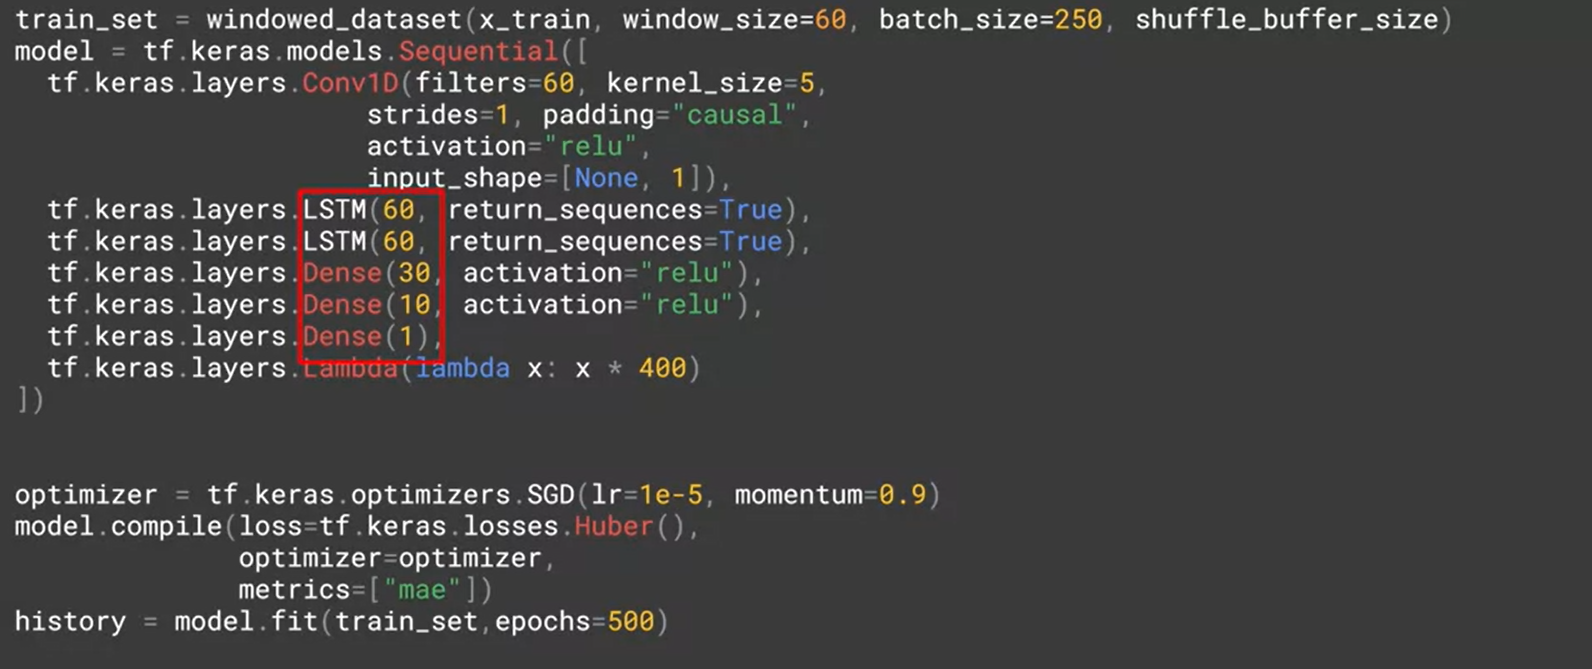 train_set = windowed_dataset(x_train, window_size=60, batch_size=250, shuffle_buffer_size)
model = tf.keras.models.Sequential([
  tf.keras.layers.Conv1D(filters=60, kernel_size=5,
                      strides=1, padding="causal",
                      activation="relu",
                      input_shape=[None, 1]),
  tf.keras.layers.LSTM(60, return_sequences=True),
  tf.keras.layers.LSTM(60, return_sequences=True),
  tf.keras.layers.Dense(30, activation="relu"),
  tf.keras.layers.Dense(10, activation="relu"),
  tf.keras.layers.Dense(1),
  tf.keras.layers.Lambda(lambda x: x * 400)
])
optimizer = tf.keras.optimizers.SGD(lr=1e-5, momentum=0.9)
model.compile(loss=tf.keras.losses.Huber(),
              optimizer=optimizer,
              metrics=["mae"])
history = model.fit(train_set,epochs=500)